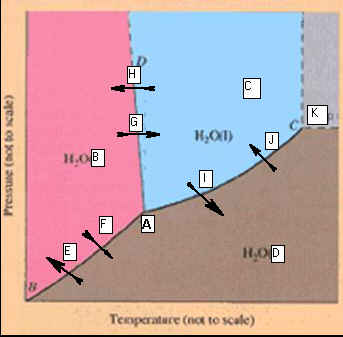 D
H
C
G
K
H₂O(l)
C
J
H₂O B
I
F
A
E
H₂O D
B
Pressure (not to scale)
Temperature (not to scale)